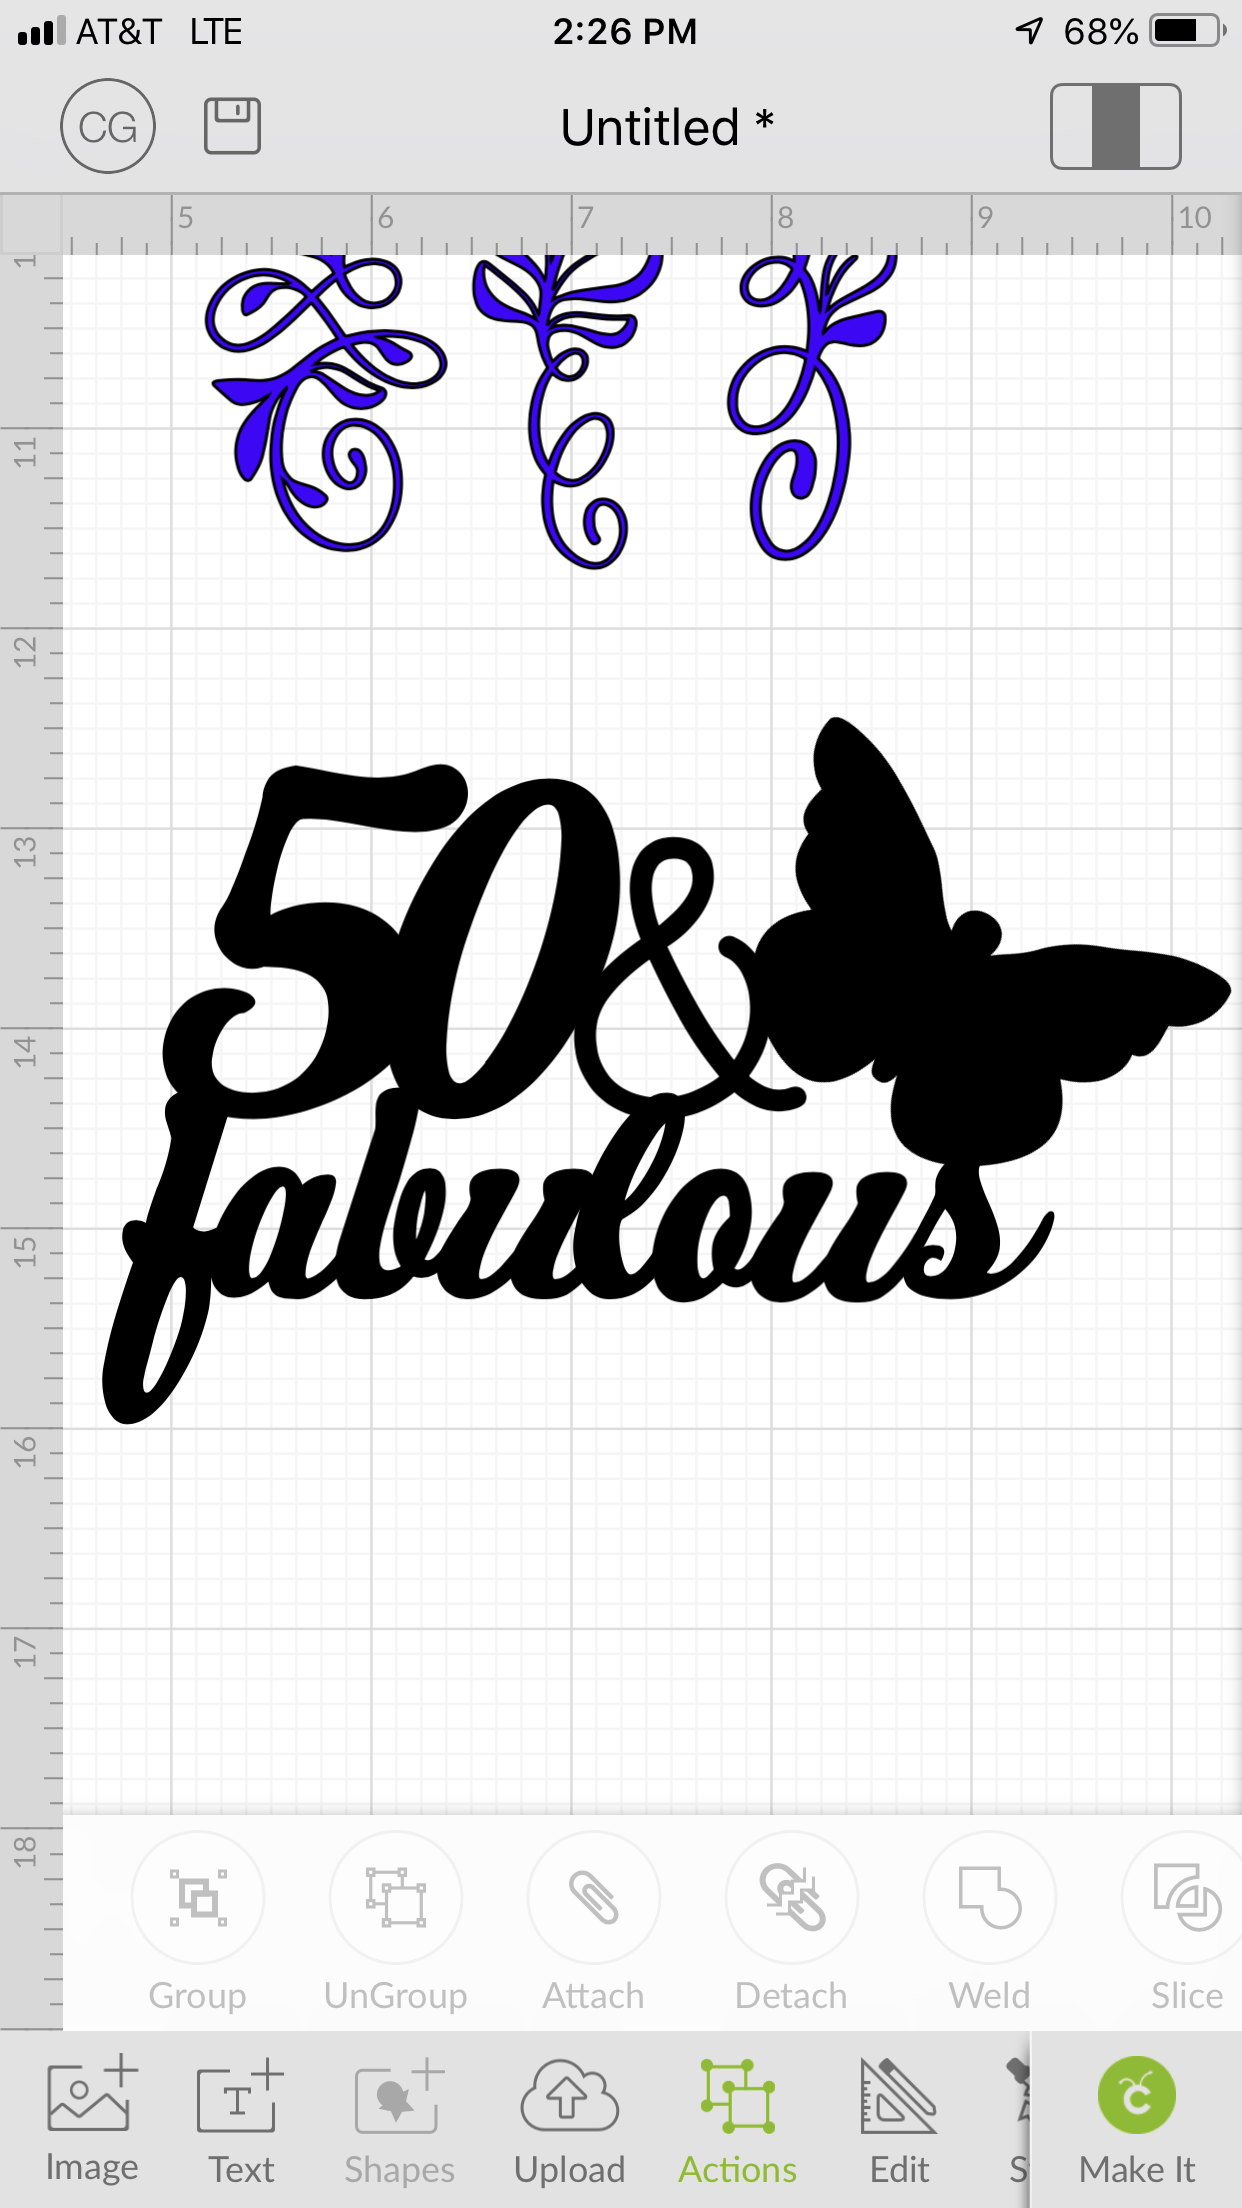 AT&T LTE 2:26 PM 68%
CG Untitled *
5 6 7 8 9 10
1
11
12
13
14
15
16
17
18
50&
fabulous
Group UnGroup Attach Detach Weld Slice
Image Text Shapes Upload Actions Edit S Make It